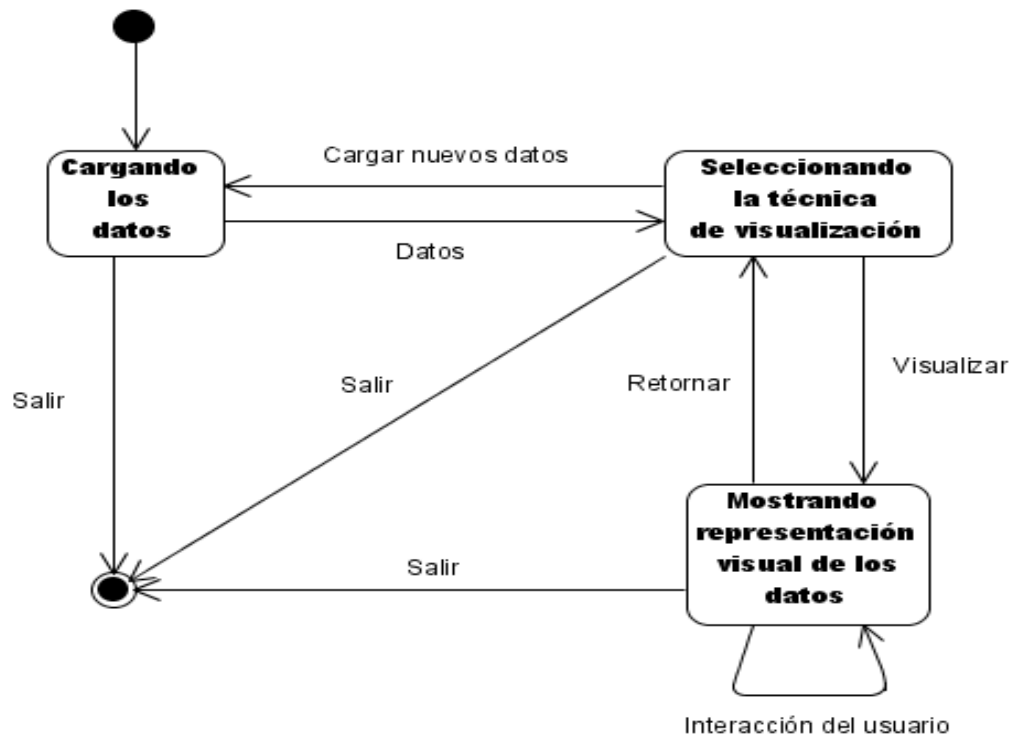 Cargando
los
datos
Cargar nuevos datos
Datos
Seleccionando
la técnica
de visualización
Salir
Salir
Retornar
Visualizar
Mostrando
representación
visual de los
datos
Salir
Interacción del usuario